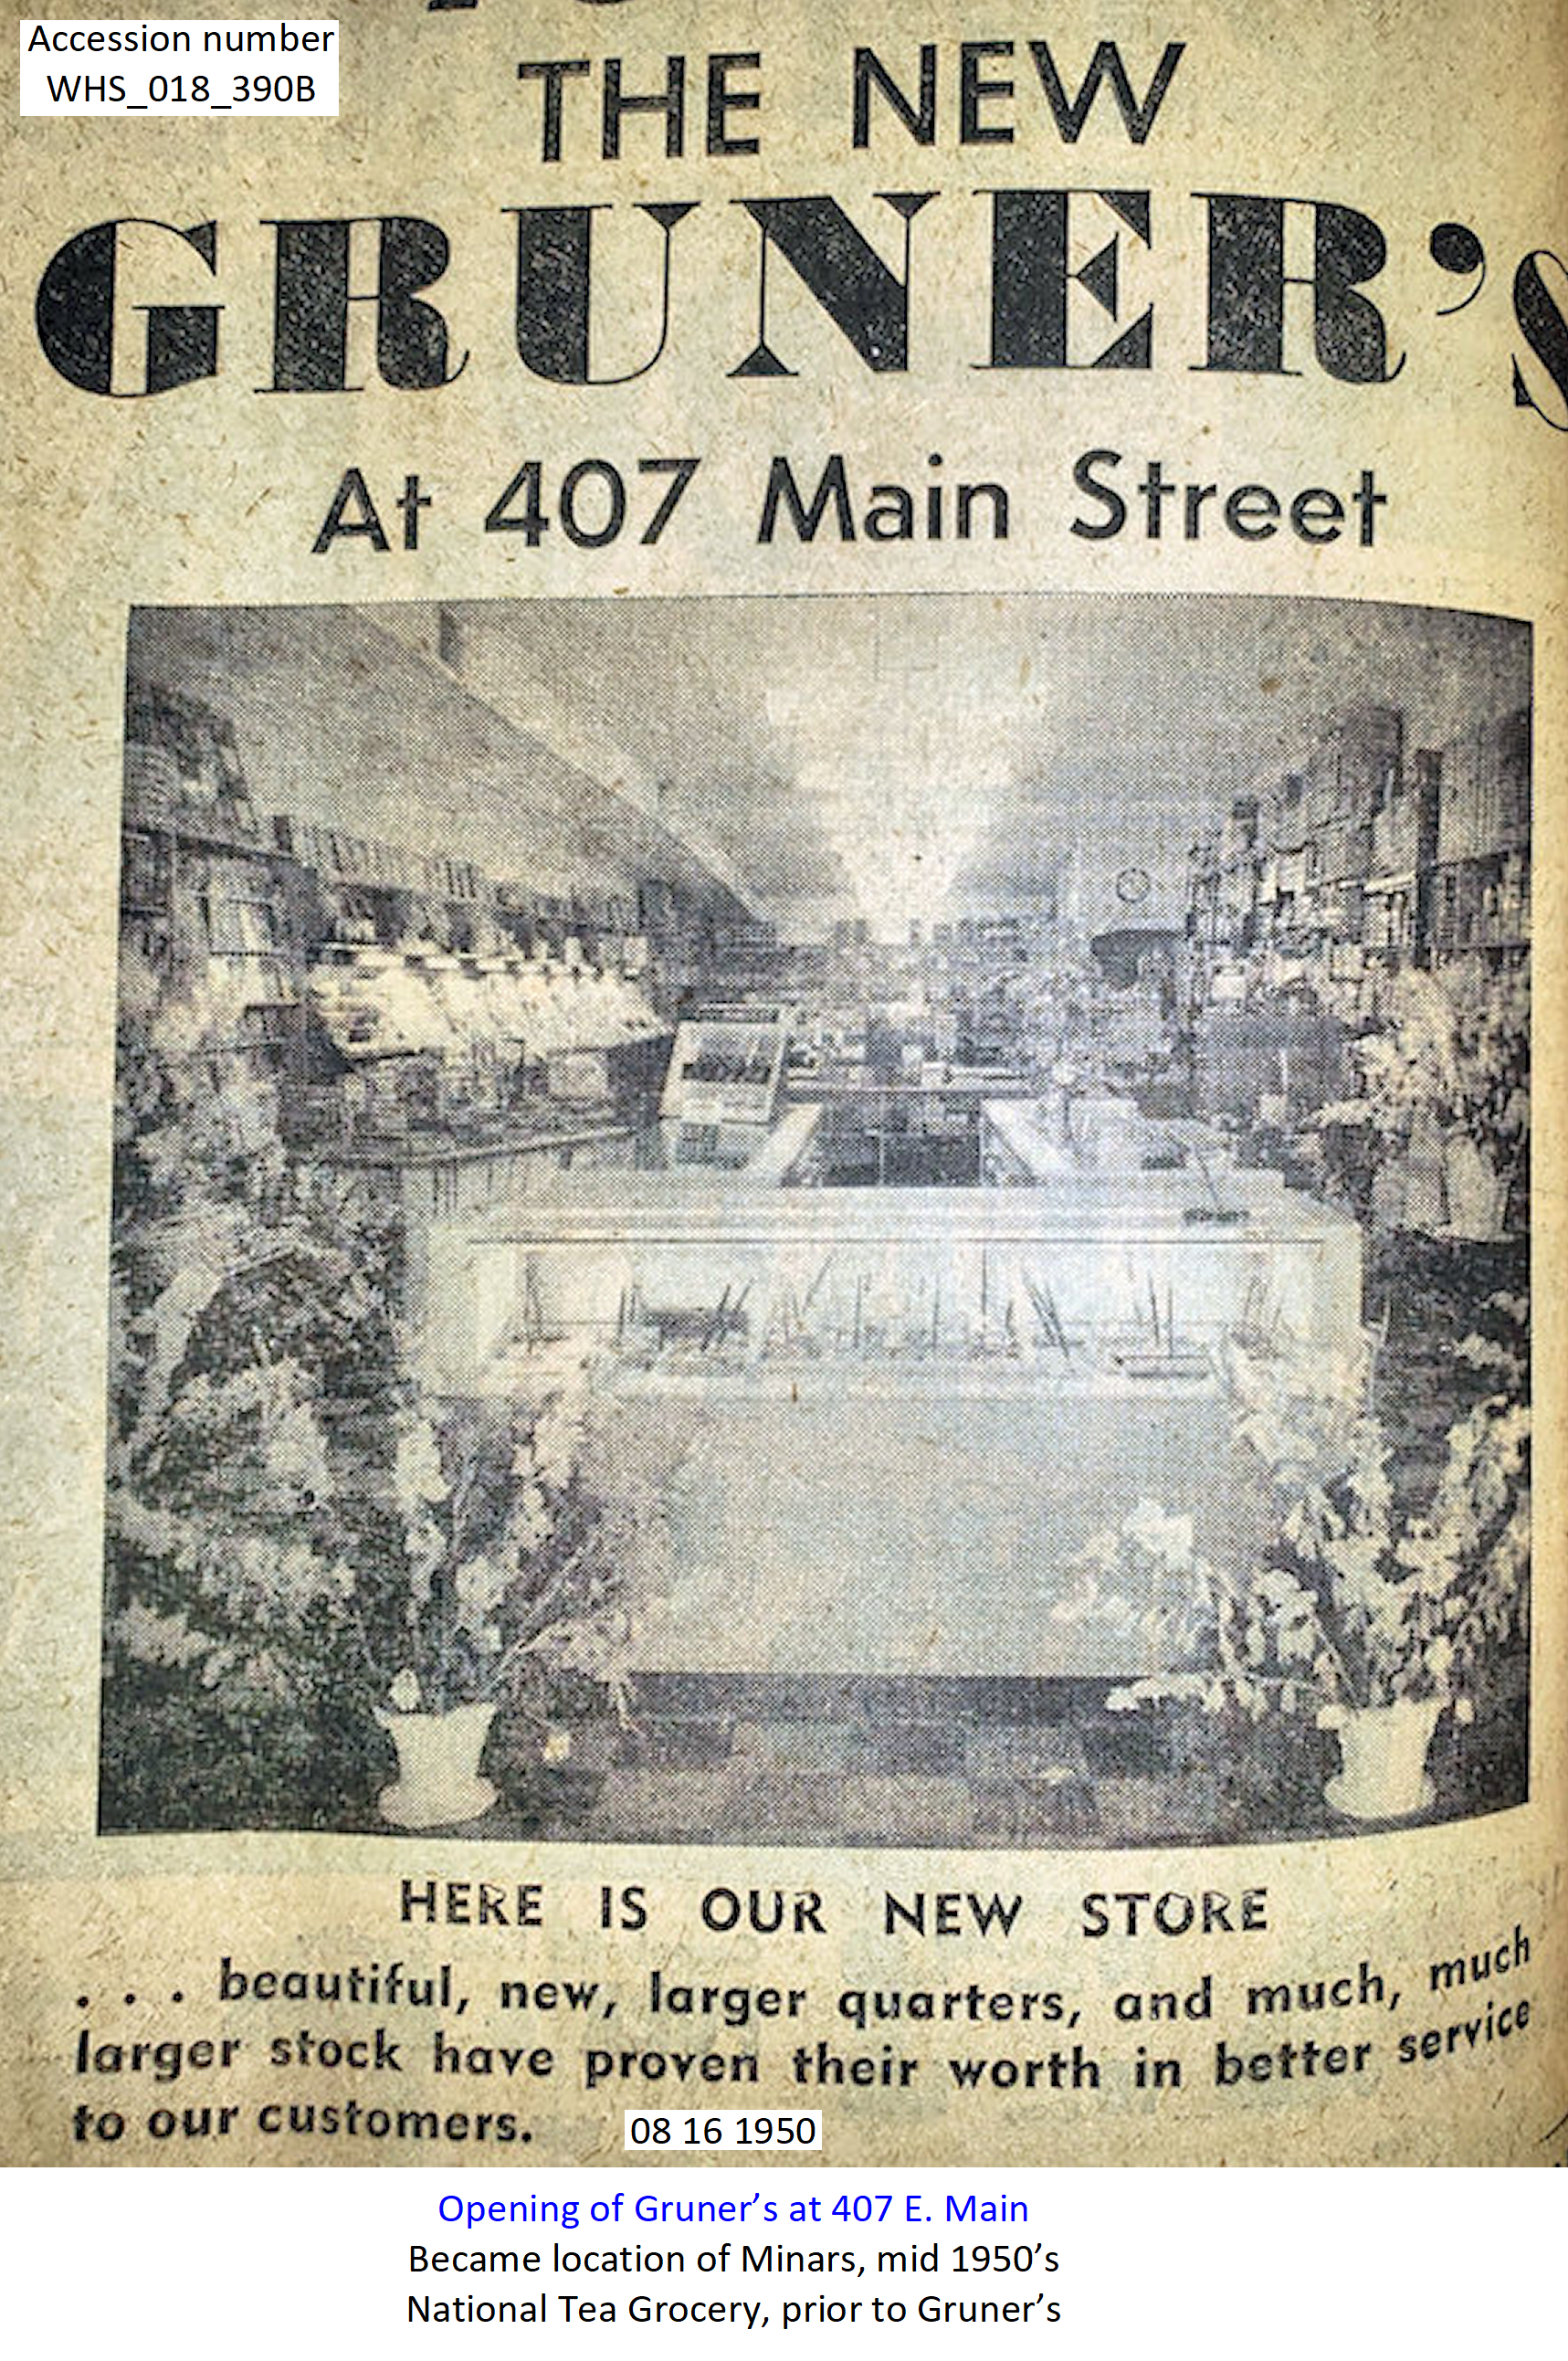 Accession number
WHS_018_390B
THE NEW
GRUNER'S
At 407 Main Street
HERE IS OUR NEW STORE
. . . beautiful, new, larger quarters, and much, much
larger stock have proven their worth in better service
to our customers.
08 16 1950
Opening of Gruner’s at 407 E. Main
Became location of Minars, mid 1950’s
National Tea Grocery, prior to Gruner’s